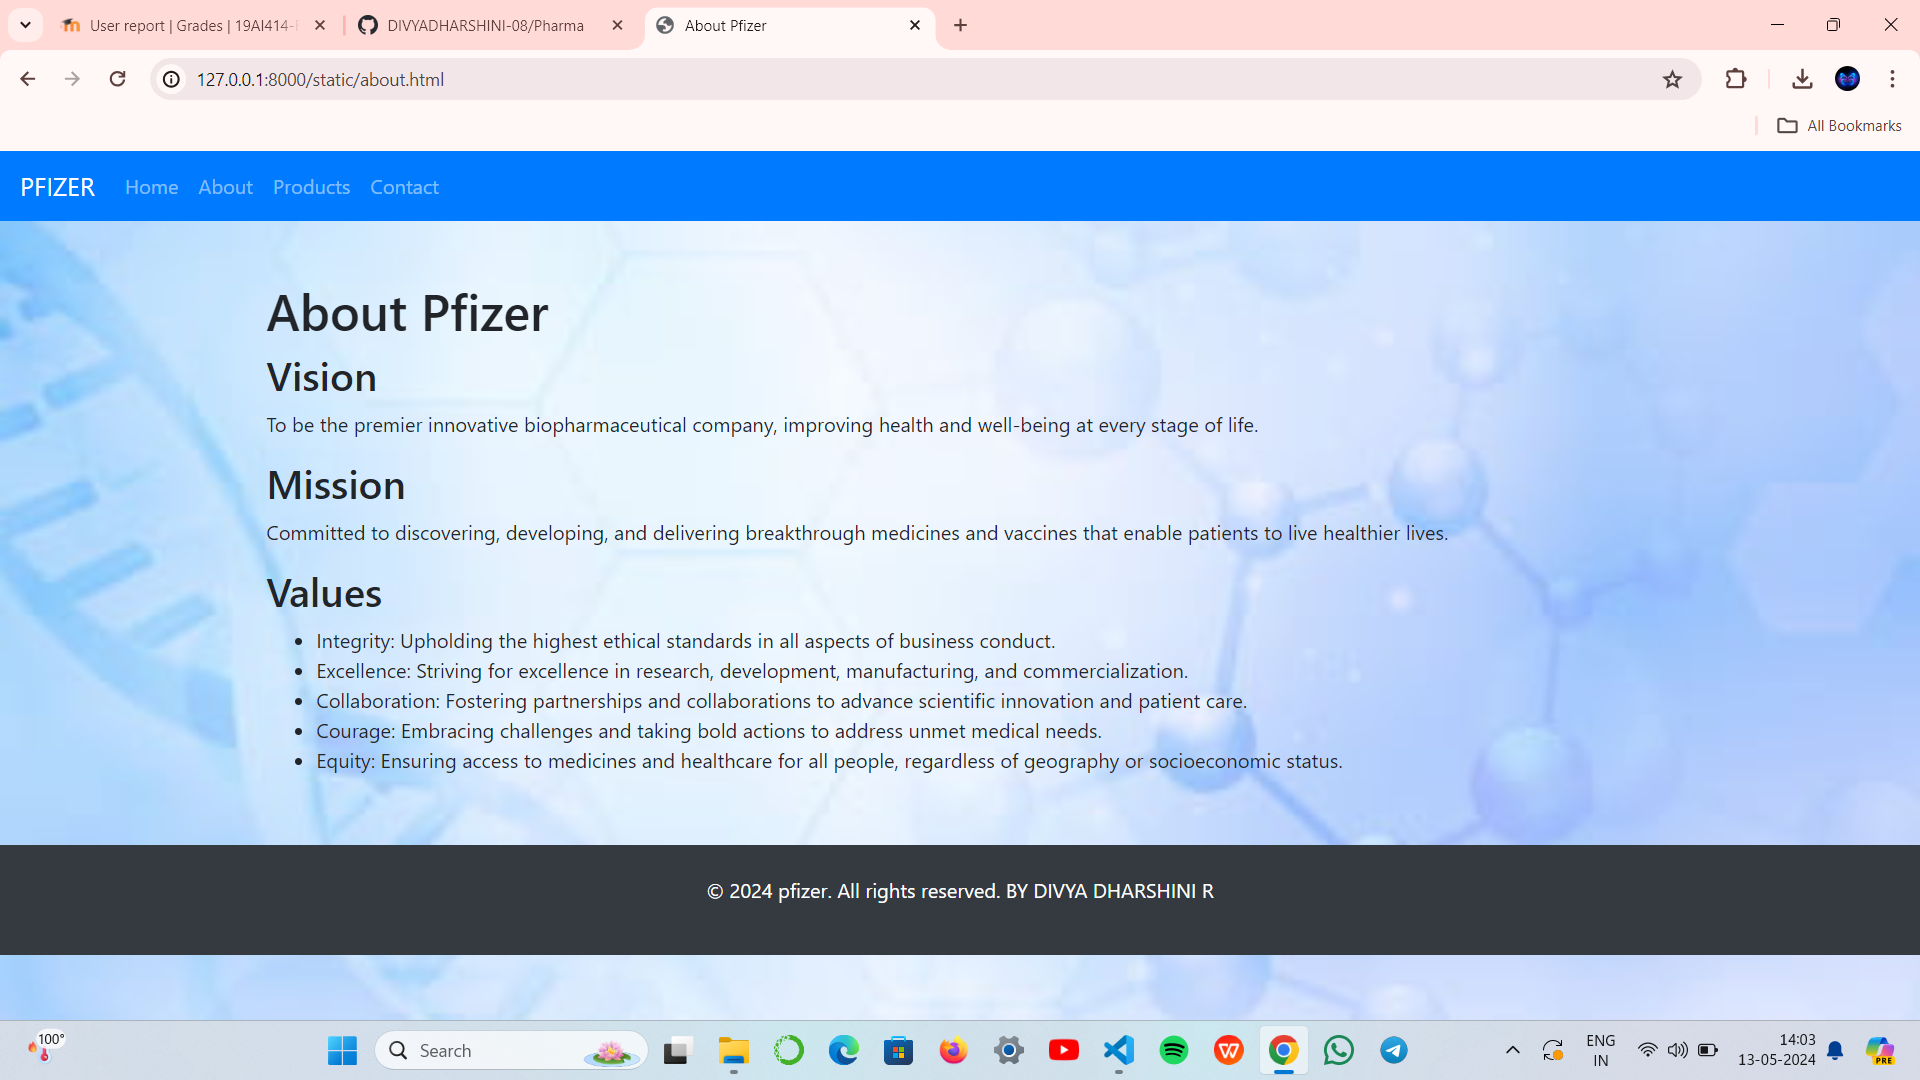 User report | Grades | 19AI414-
DIVYADHARSHINI-08/Pharma
About Pfizer
127.0.0.1:8000/static/about.html
All Bookmarks
PFIZER Home About Products Contact
About Pfizer
Vision
To be the premier innovative biopharmaceutical company, improving health and well-being at every stage of life.
Mission
Committed to discovering, developing, and delivering breakthrough medicines and vaccines that enable patients to live healthier lives.
Values
• Integrity: Upholding the highest ethical standards in all aspects of business conduct.
• Excellence: Striving for excellence in research, development, manufacturing, and commercialization.
• Collaboration: Fostering partnerships and collaborations to advance scientific innovation and patient care.
• Courage: Embracing challenges and taking bold actions to address unmet medical needs.
• Equity: Ensuring access to medicines and healthcare for all people, regardless of geography or socioeconomic status.
© 2024 pfizer. All rights reserved. BY DIVYA DHARSHINI R
100°
Search
ENG
IN
14:03
13-05-2024
PRE